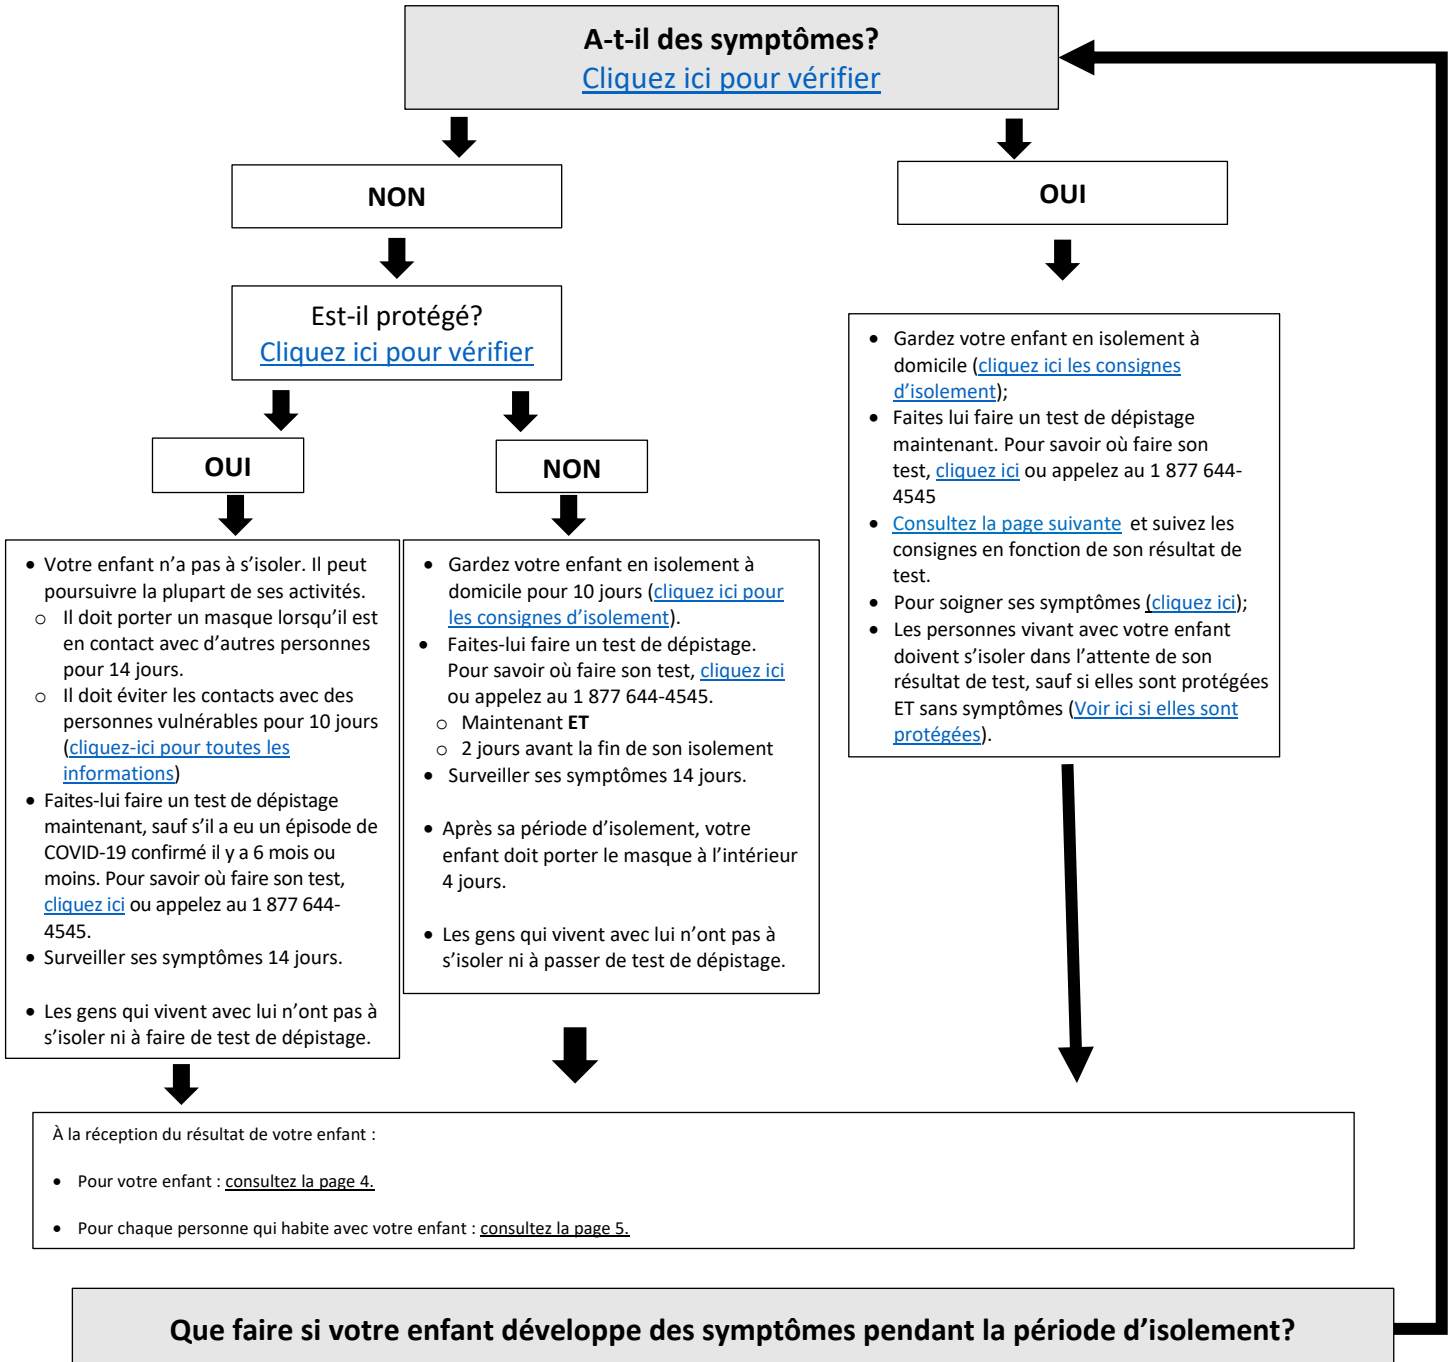 A-t-il des symptômes?
Cliquez ici pour vérifier
NON
OUI
Est-il protégé?
Cliquez ici pour vérifier
OUI
NON
• Votre enfant n’a pas à s’isoler. Il peut
poursuivre la plupart de ses activités.
o Il doit porter un masque lorsqu’il est
en contact avec d’autres personnes
pour 14 jours.
o Il doit éviter les contacts avec des
personnes vulnérables pour 10 jours
(cliquez-ici pour toutes les
informations)
• Faites-lui faire un test de dépistage
maintenant, sauf s’il a eu un épisode de
COVID-19 confirmé il y a 6 mois ou
moins. Pour savoir où faire son test,
cliquez ici ou appelez au 1 877 644-
4545.
• Surveiller ses symptômes 14 jours.
• Les gens qui vivent avec lui n’ont pas à
s’isoler ni à faire de test de dépistage.
• Gardez votre enfant en isolement à
domicile pour 10 jours (cliquez ici pour
les consignes d’isolement).
• Faites-lui faire un test de dépistage.
Pour savoir où faire son test, cliquez ici
ou appelez au 1 877 644-4545.
o Maintenant ET
o 2 jours avant la fin de son isolement
• Surveiller ses symptômes 14 jours.
• Après sa période d’isolement, votre
enfant doit porter le masque à l’intérieur
4 jours.
• Les gens qui vivent avec lui n’ont pas à
s’isoler ni à passer de test de dépistage.
• Gardez votre enfant en isolement à
domicile (cliquez ici les consignes
d’isolement);
• Faites lui faire un test de dépistage
maintenant. Pour savoir où faire son
test, cliquez ici ou appelez au 1 877 644-
4545
• Consultez la page suivante et suivez les
consignes en fonction de son résultat de
test.
• Pour soigner ses symptômes (cliquez ici);
• Les personnes vivant avec votre enfant
doivent s’isoler dans l’attente de son
résultat de test, sauf si elles sont protégées
ET sans symptômes (Voir ici si elles sont
protégées).
À la réception du résultat de votre enfant :
• Pour votre enfant : consultez la page 4.
• Pour chaque personne qui habite avec votre enfant : consultez la page 5.
Que faire si votre enfant développe des symptômes pendant la période d’isolement?